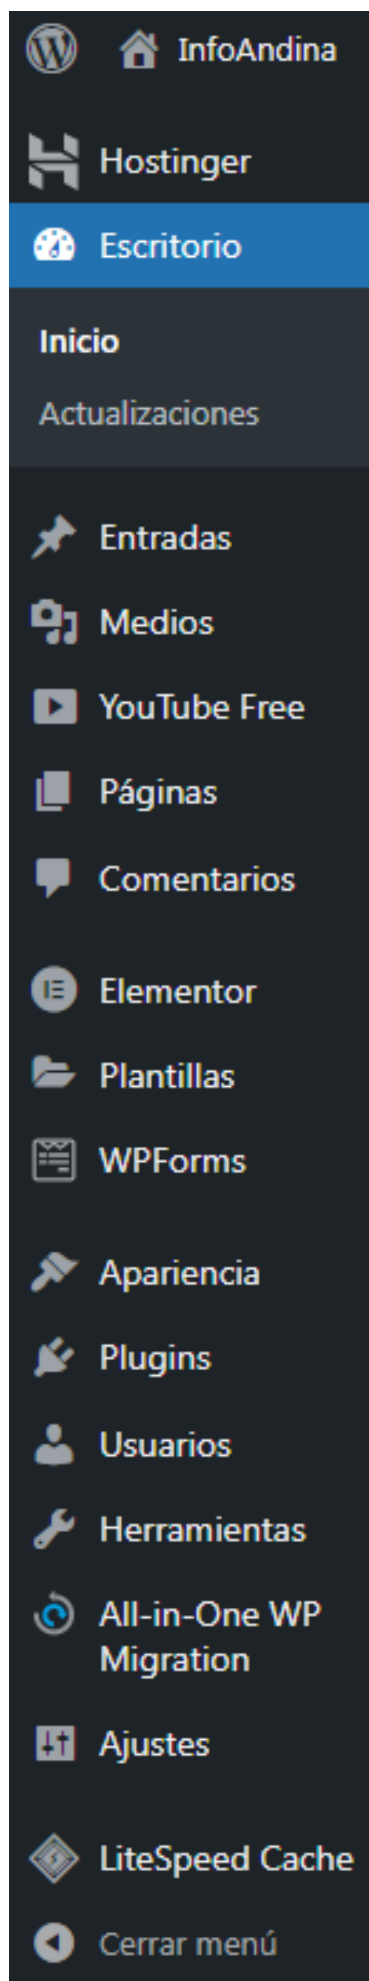 InfoAndina
Hostinger
Escritorio
Inicio
Actualizaciones
Entradas
Medios
YouTube Free
Páginas
Comentarios
Elementor
Plantillas
WPForms
Apariencia
Plugins
Usuarios
Herramientas
All-in-One WP
Migration
Ajustes
LiteSpeed Cache
Cerrar menú